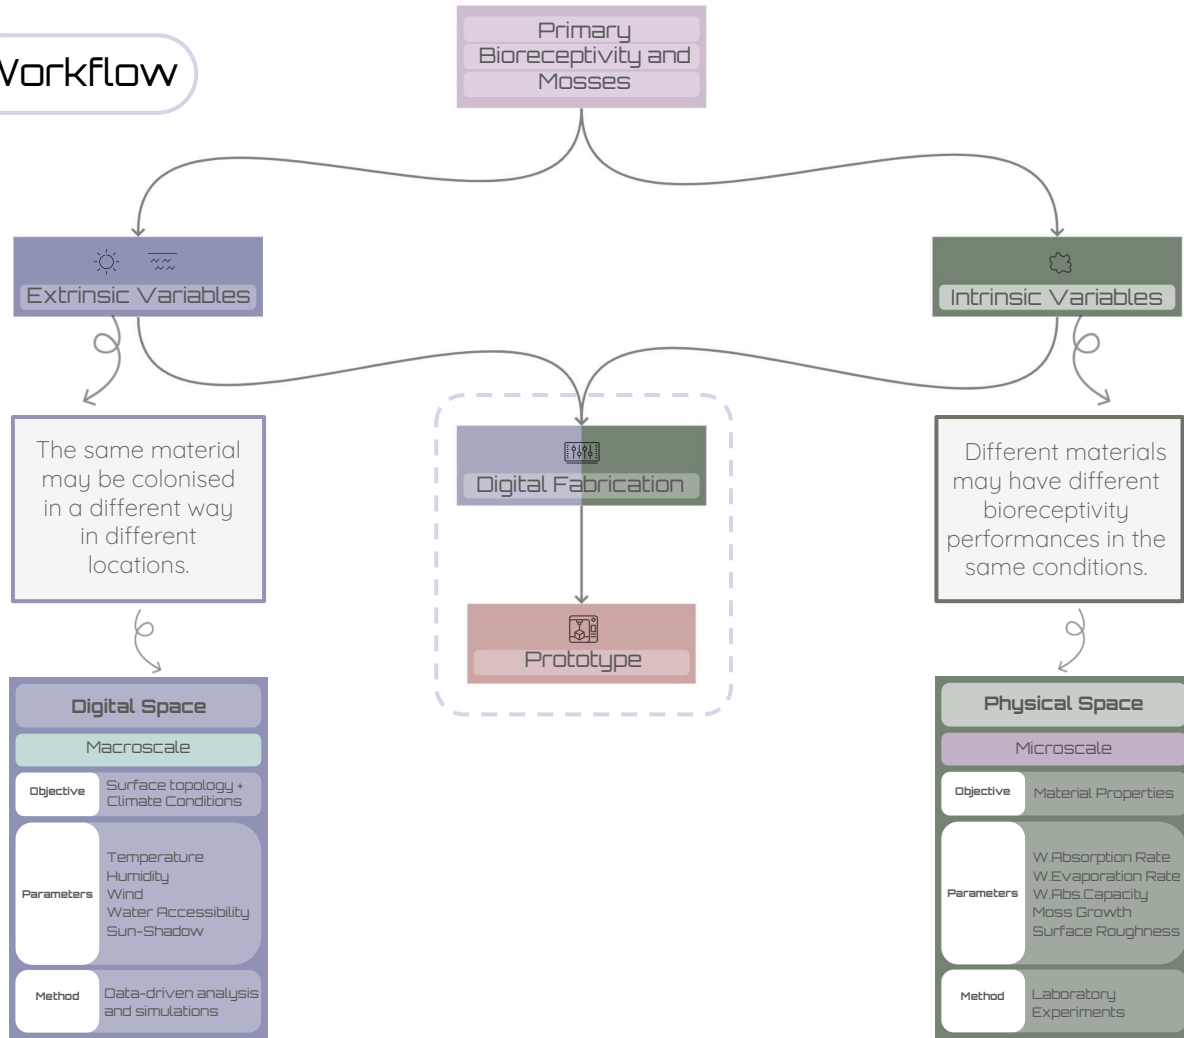 Workflow
Primary
Bioreceptivity and
Mosses
Extrinsic Variables
Intrinsic Variables
The same material
may be colonised
in a different way
in different
locations.
Digital Fabrication
Different materials
may have different
bioreceptivity
performances in the
same conditions.
Prototype
Digital Space
Macroscale
Objective
Surface topology +
Climate Conditions
Parameters
Temperature
Humidity
Wind
Water Accessibility
Sun-Shadow
Method
Data-driven analysis
and simulations
Physical Space
Microscale
Objective
Material Properties
Parameters
W.Absorption Rate
W.Evaporation Rate
W.Abs.Capacity
Moss Growth
Surface Roughness
Method
Laboratory
Experiments